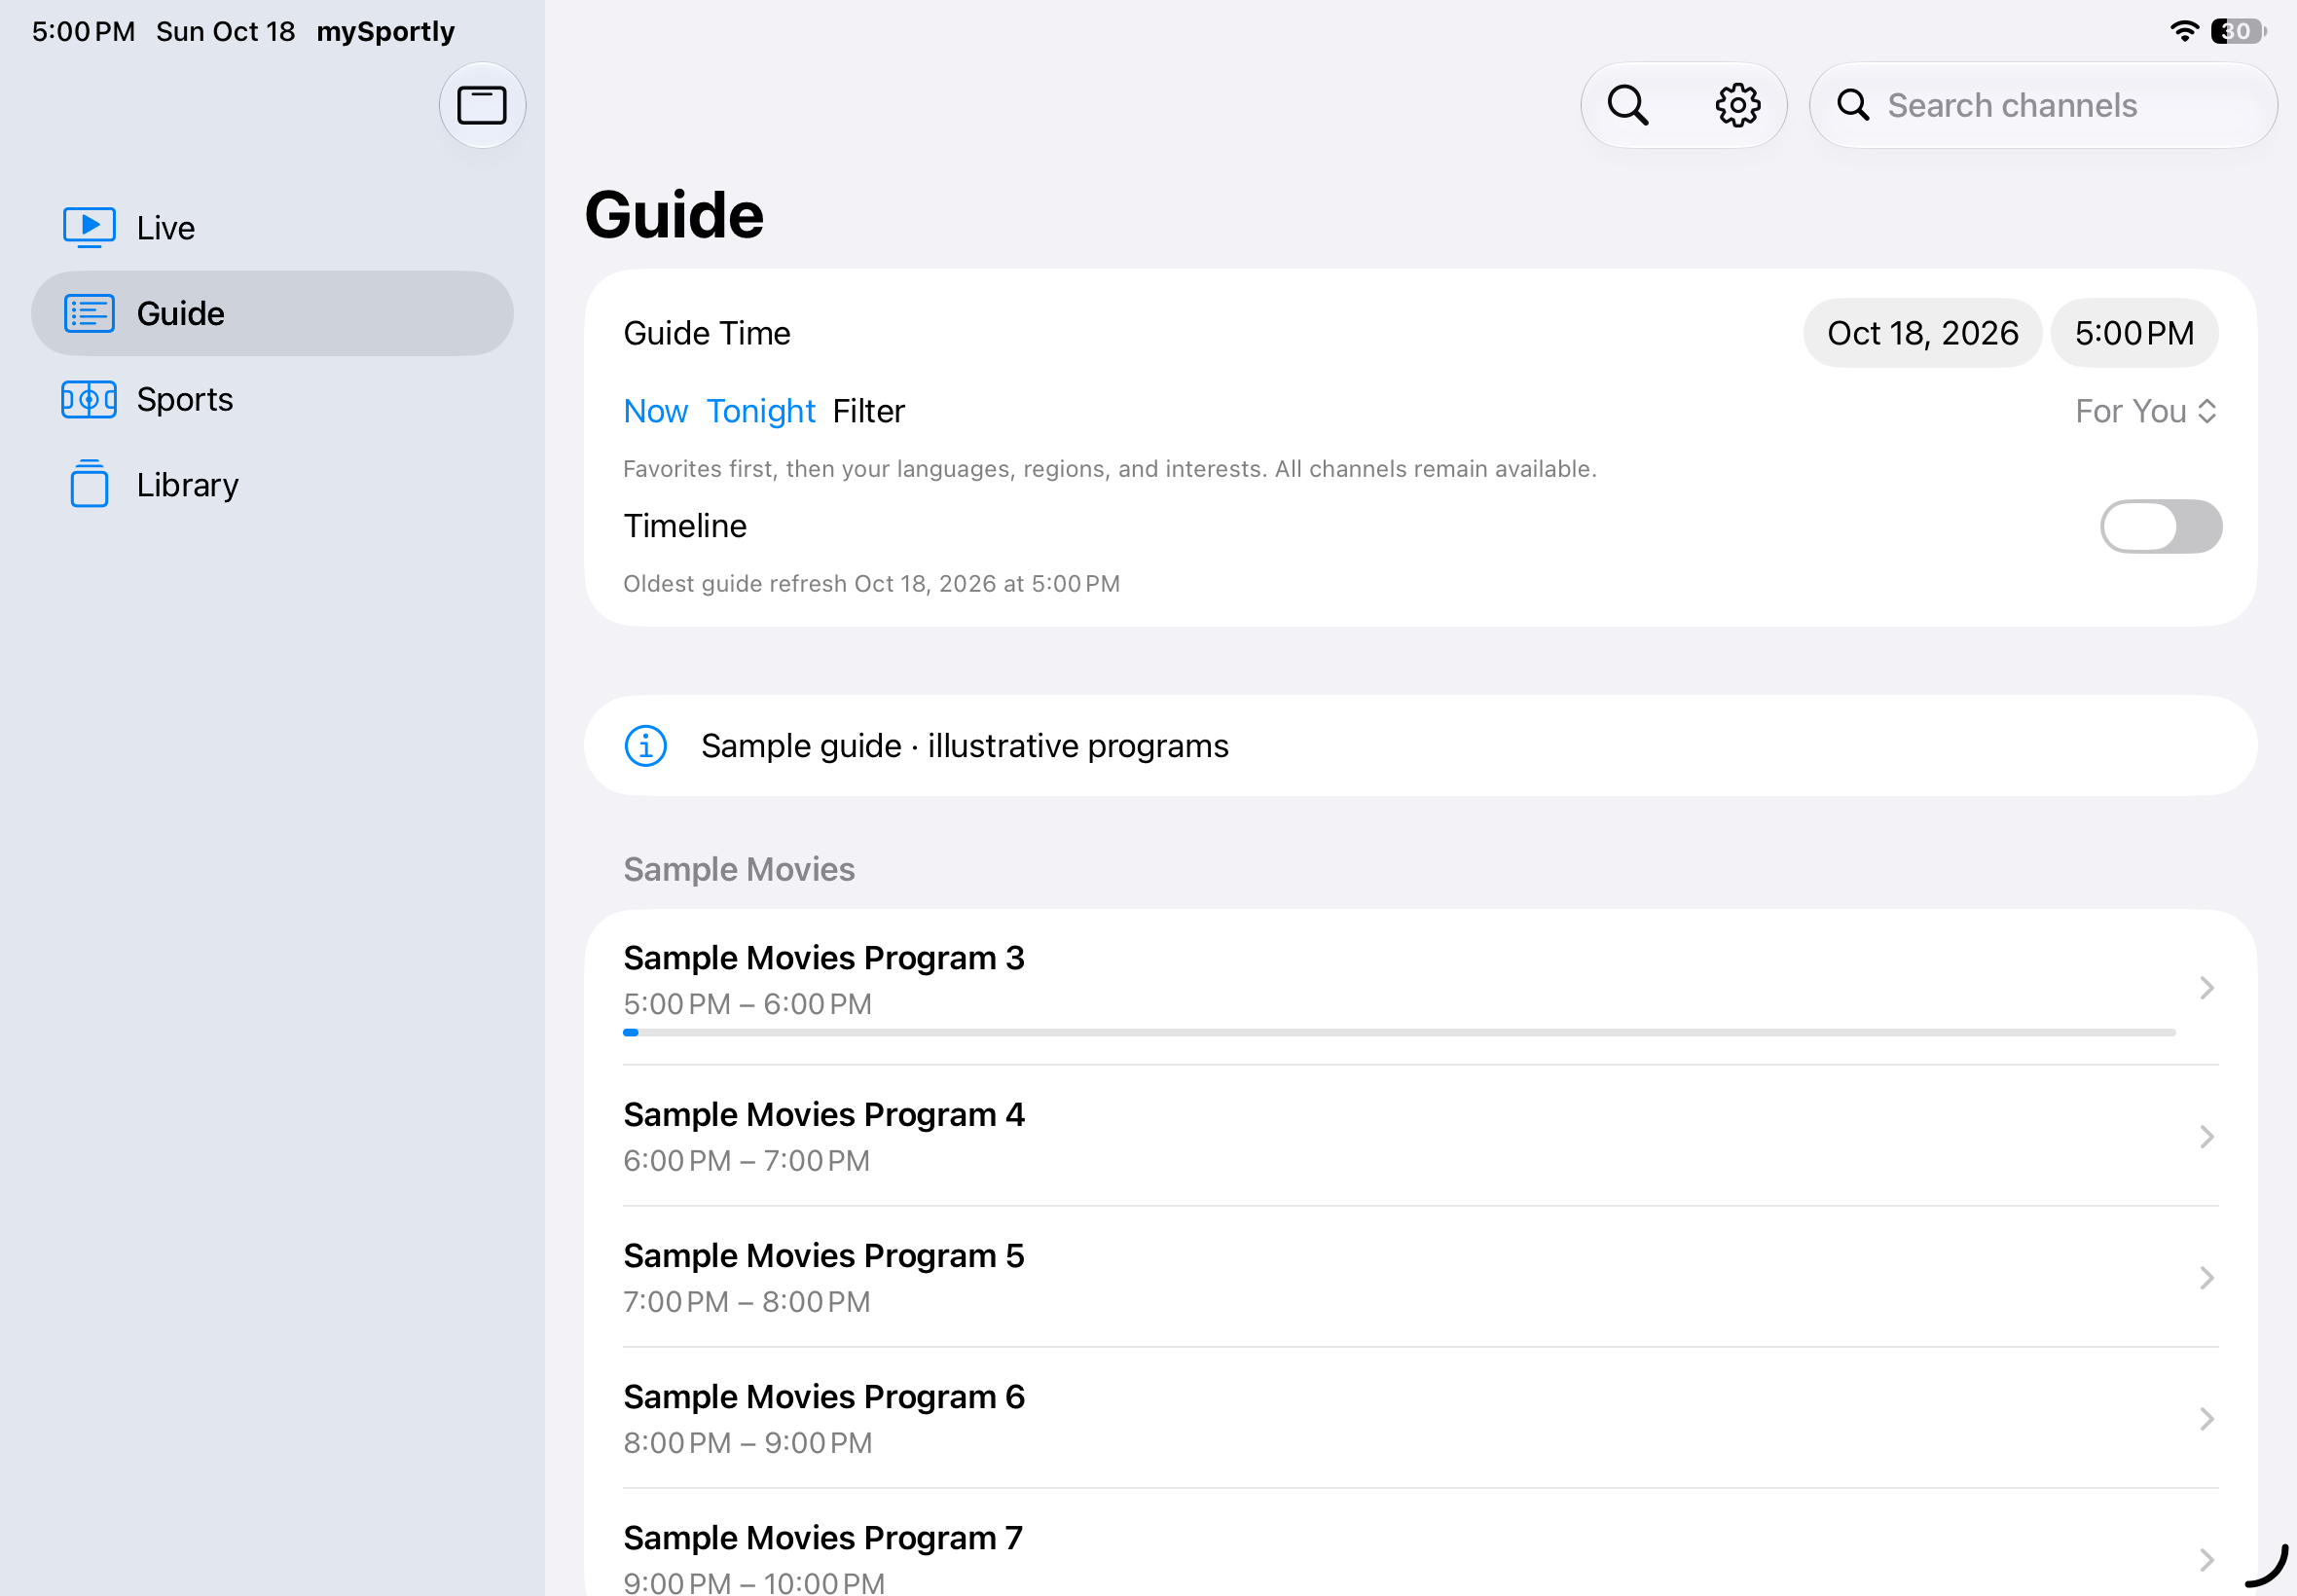 5:00 PM Sun Oct 18 mySportly
30
Search channels
Live
Guide
Sports
Library
Guide
Guide Time Oct 18, 2026 5:00 PM
Now Tonight Filter For You
Favorites first, then your languages, regions, and interests. All channels remain available.
Timeline
Oldest guide refresh Oct 18, 2026 at 5:00 PM
Sample guide · illustrative programs
Sample Movies
Sample Movies Program 3
5:00 PM – 6:00 PM
Sample Movies Program 4
6:00 PM – 7:00 PM
Sample Movies Program 5
7:00 PM – 8:00 PM
Sample Movies Program 6
8:00 PM – 9:00 PM
Sample Movies Program 7
9:00 PM – 10:00 PM